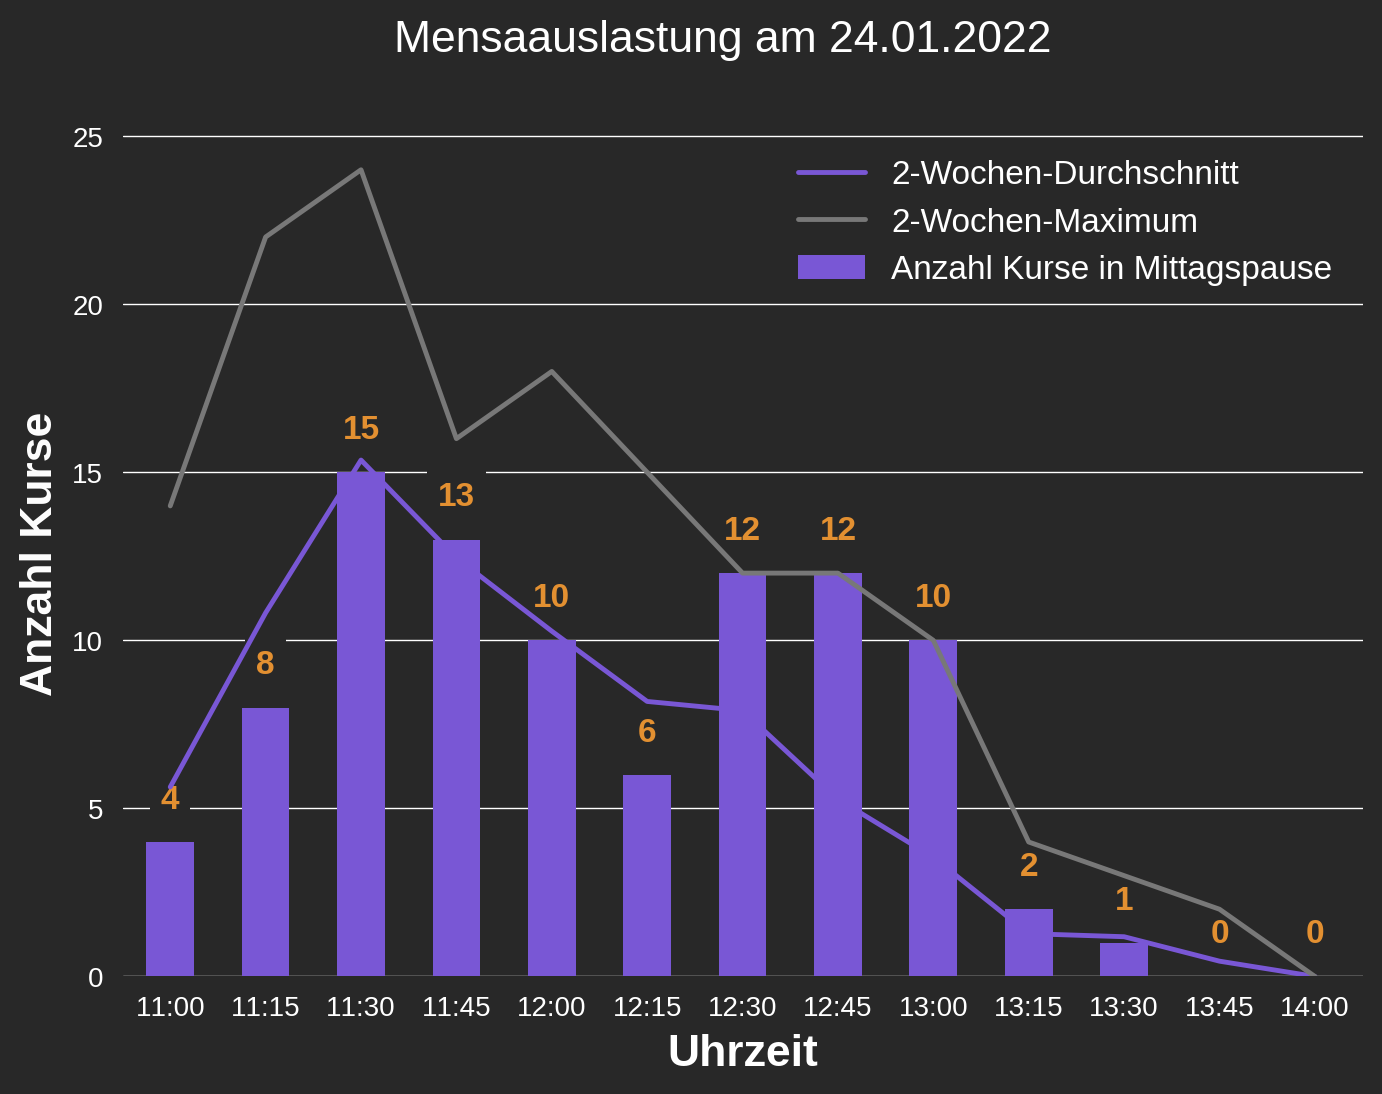 Mensaauslastung am 24.01.2022
2-Wochen-Durchschnitt
2-Wochen-Maximum
Anzahl Kurse in Mittagspause
Anzahl Kurse
25
20
15
10
5
0
4
8
15
13
10
6
12
12
10
2
1
0
0
11:00 11:15 11:30 11:45 12:00 12:15 12:30 12:45 13:00 13:15 13:30 13:45 14:00
Uhrzeit